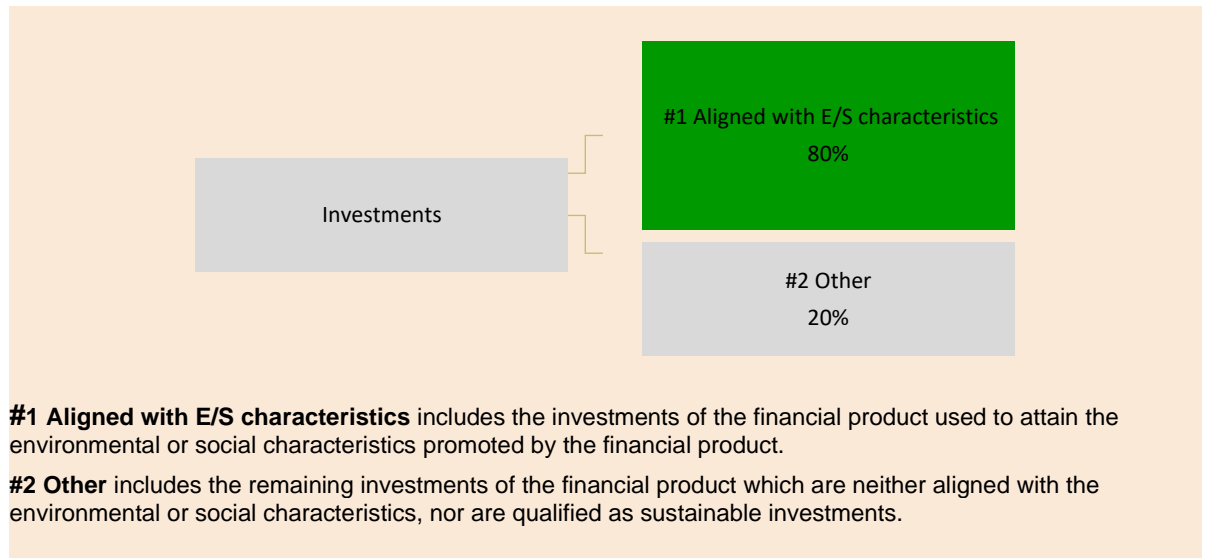 #1 Aligned with E/S characteristics
80%
Investments
#2 Other
20%
#1 Aligned with E/S characteristics includes the investments of the financial product used to attain the
environmental or social characteristics promoted by the financial product.
#2 Other includes the remaining investments of the financial product which are neither aligned with the
environmental or social characteristics, nor are qualified as sustainable investments.